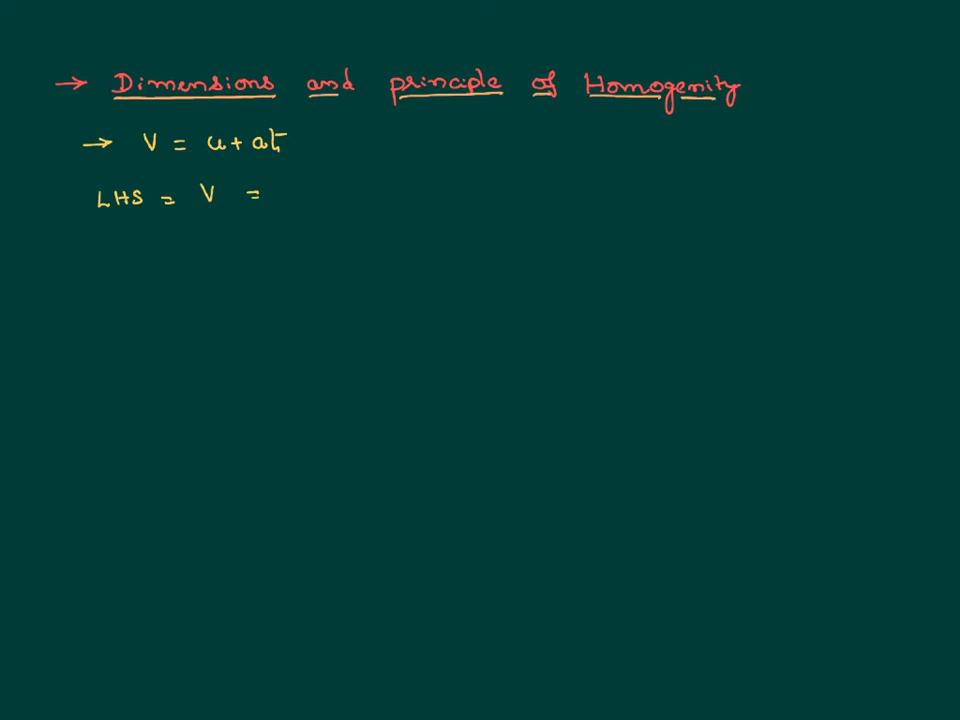 → Dimensions and principle of Homogenity
→ V = u + at
LHS = V =